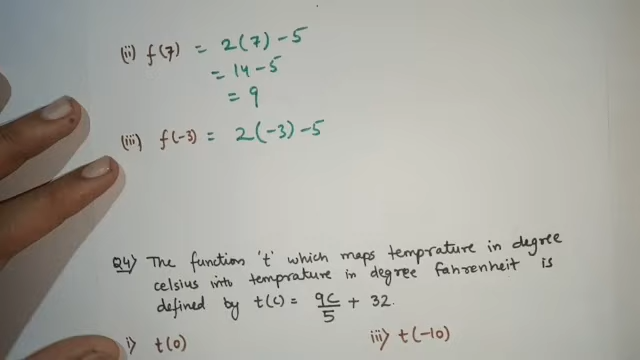 (ii) f(7) = 2(7) - 5
= 14 - 5
= 9
(iii) f(-3) = 2(-3) - 5
Q4) The function 't' which maps temprature in degree
celsius into temprature in degree fahrenheit is
defined by t(c) = 9c/5 + 32.
i) t(0) iii) t(-10)